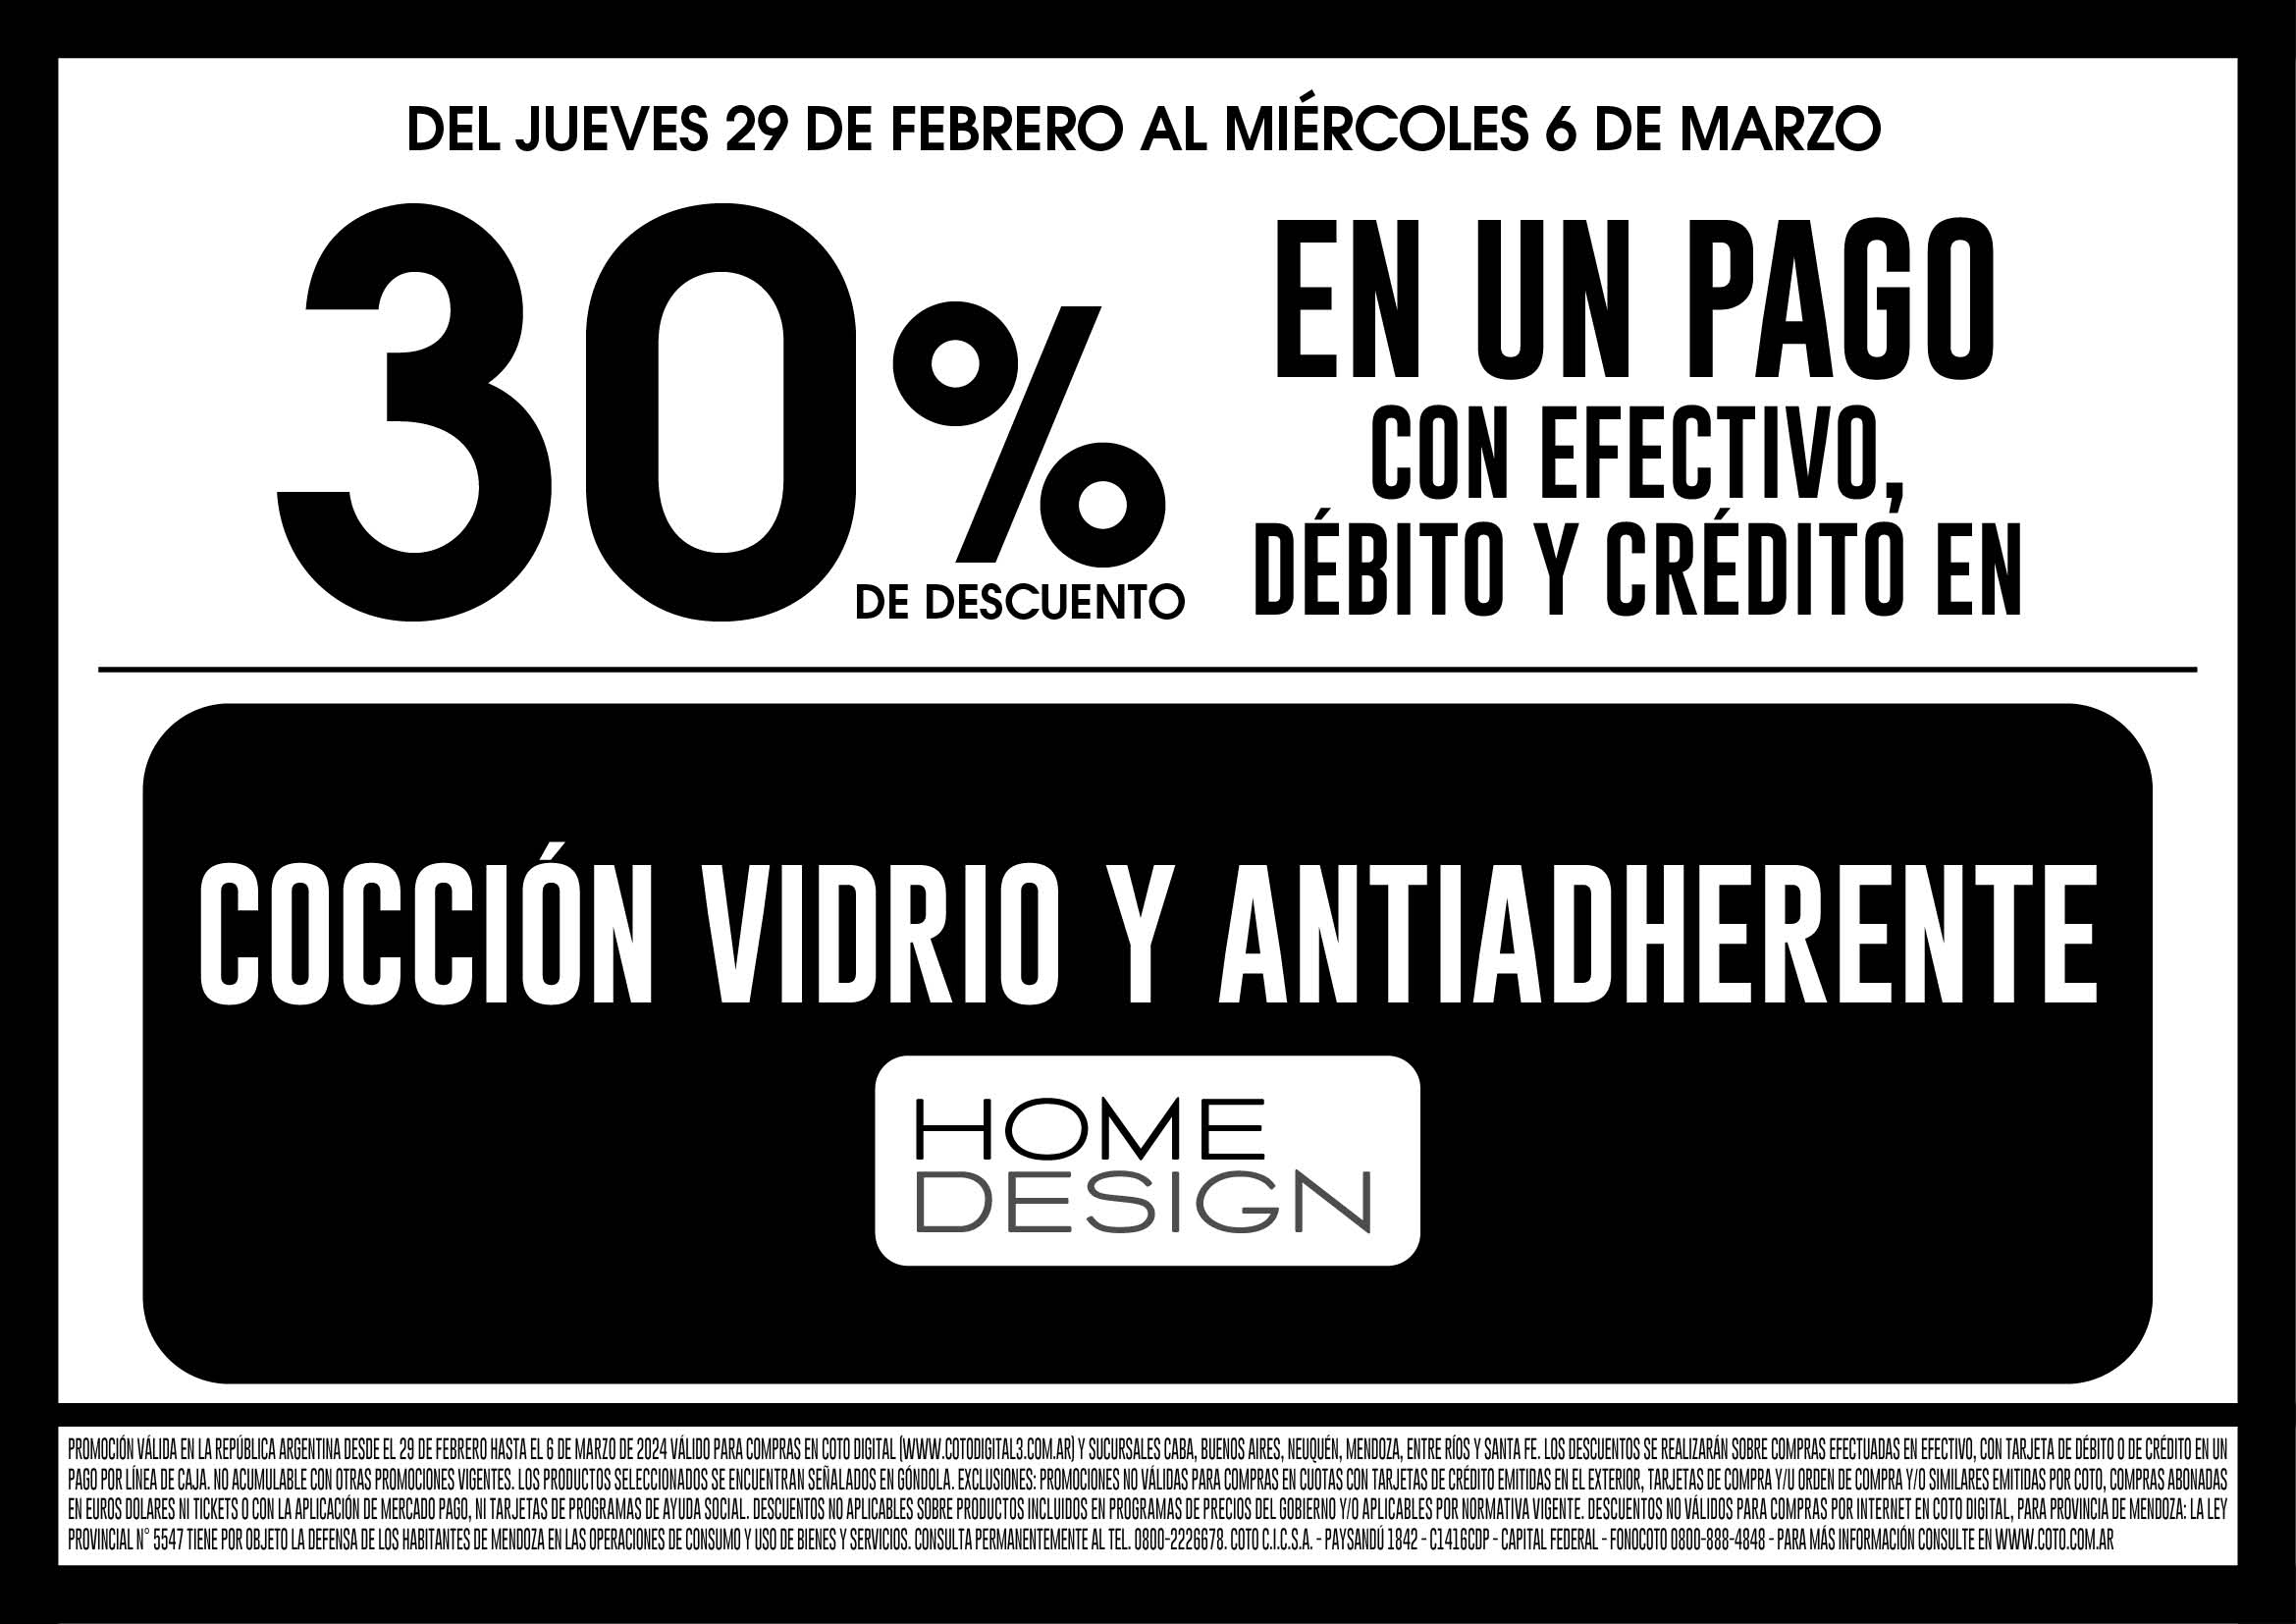 DEL JUEVES 29 DE FEBRERO AL MIÉRCOLES 6 DE MARZO
30%
DE DESCUENTO
EN UN PAGO
CON EFECTIVO,
DÉBITO Y CRÉDITO EN
COCCIÓN VIDRIO Y ANTIADHERENTE
HOME
DESIGN
PROMOCIÓN VÁLIDA EN LA REPÚBLICA ARGENTINA DESDE EL 29 DE FEBRERO HASTA EL 6 DE MARZO DE 2024 VÁLIDO PARA COMPRAS EN COTO DIGITAL (WWW.COTODIGITAL3.COM.AR) Y SUCURSALES CABA, BUENOS AIRES, NEUQUÉN, MENDOZA, ENTRE RÍOS Y SANTA FE. LOS DESCUENTOS SE REALIZARÁN SOBRE COMPRAS EFECTUADAS EN EFECTIVO, CON TARJETA DE DÉBITO O DE CRÉDITO EN UN
PAGO POR LÍNEA DE CAJA. NO ACUMULABLE CON OTRAS PROMOCIONES VIGENTES. LOS PRODUCTOS SELECCIONADOS SE ENCUENTRAN SEÑALADOS EN GÓNDOLA. EXCLUSIONES: PROMOCIONES NO VÁLIDAS PARA COMPRAS EN CUOTAS CON TARJETAS DE CRÉDITO EMITIDAS EN EL EXTERIOR, TARJETAS DE COMPRA Y/U ORDEN DE COMPRA Y/O SIMILARES EMITIDAS POR COTO, COMPRAS ABONADAS
EN EUROS DOLARES NI TICKETS O CON LA APLICACIÓN DE MERCADO PAGO, NI TARJETAS DE PROGRAMAS DE AYUDA SOCIAL. DESCUENTOS NO APLICABLES SOBRE PRODUCTOS INCLUIDOS EN PROGRAMAS DE PRECIOS DEL GOBIERNO Y/O APLICABLES POR NORMATIVA VIGENTE. DESCUENTOS NO VÁLIDOS PARA COMPRAS POR INTERNET EN COTO DIGITAL, PARA PROVINCIA DE MENDOZA: LA LEY
PROVINCIAL N° 5547 TIENE POR OBJETO LA DEFENSA DE LOS HABITANTES DE MENDOZA EN LAS OPERACIONES DE CONSUMO Y USO DE BIENES Y SERVICIOS. CONSULTA PERMANENTEMENTE AL TEL. 0800-2226678. COTO C.I.C.S.A. - PAYSANDÚ 1842 - C1416CDP - CAPITAL FEDERAL - FONOCOTO 0800-888-4848 - PARA MÁS INFORMACIÓN CONSULTE EN WWW.COTO.COM.AR